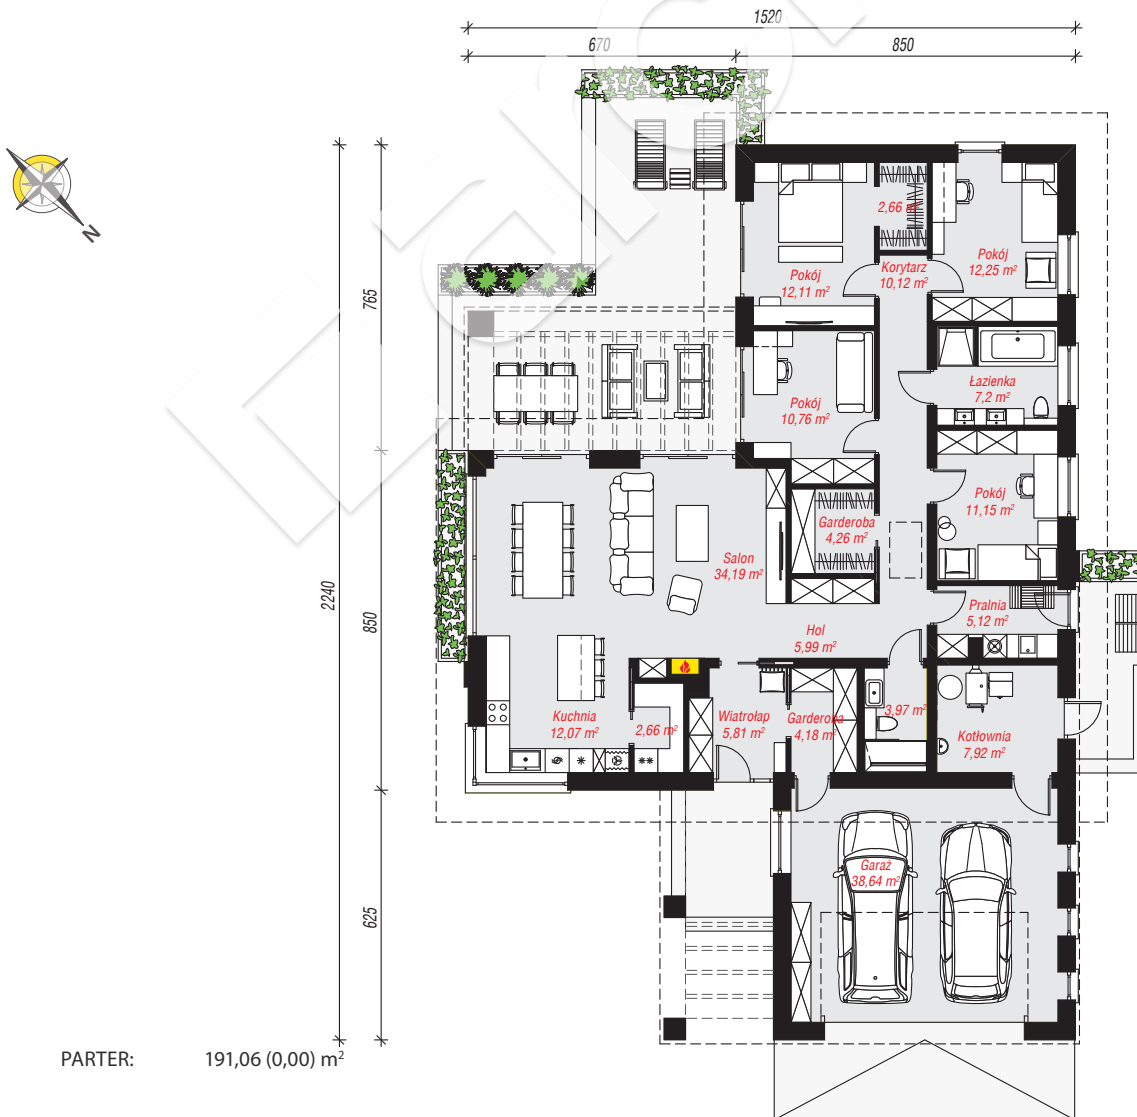 1520
670
850
N
2,66 m²
Pokój
12,25 m²
Korytarz
10,12 m²
Pokój
12,11 m²
765
Łazienka
7,2 m²
Pokój
10,76 m²
Pokój
11,15 m²
Garderoba
4,26 m²
Salon
34,19 m²
2240
850
Pralnia
5,12 m²
Hol
5,99 m²
Kuchnia
12,07 m²
2,66 m²
Wiatrołap
5,81 m²
Garderoba
4,18 m²
3,97 m²
Kotłownia
7,92 m²
Garaż
38,64 m²
625
PARTER: 191,06 (0,00) m²